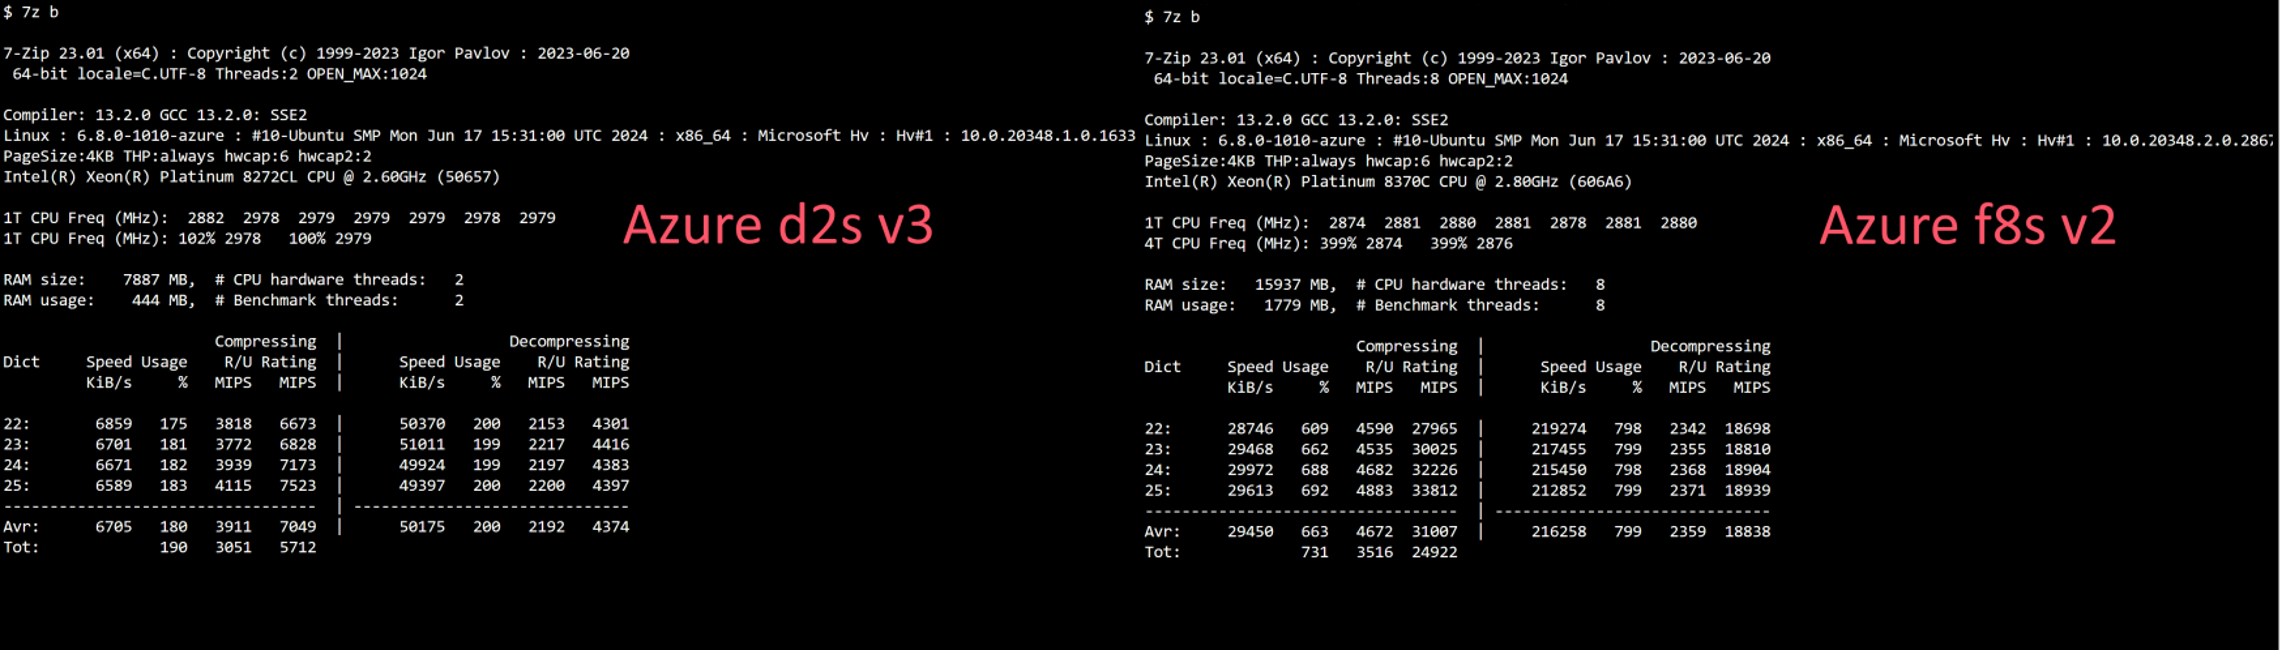 $ 7z b
7-Zip 23.01 (x64) : Copyright (c) 1999-2023 Igor Pavlov : 2023-06-20
64-bit locale=C.UTF-8 Threads:2 OPEN_MAX:1024
Compiler: 13.2.0 GCC 13.2.0: SSE2
Linux : 6.8.0-1010-azure : #10-Ubuntu SMP Mon Jun 17 15:31:00 UTC 2024 : x86_64 : Microsoft Hv : Hv#1 : 10.0.20348.1.0.1633
PageSize:4KB THP:always hwcap:6 hwcap2:2
Intel(R) Xeon(R) Platinum 8272CL CPU @ 2.60GHz (50657)
1T CPU Freq (MHz): 2882 2978 2979 2979 2979 2978 2979
1T CPU Freq (MHz): 102% 2978 100% 2979
Azure d2s v3
RAM size: 7887 MB, # CPU hardware threads: 2
RAM usage: 444 MB, # Benchmark threads: 2
Compressing | Decompressing
Dict Speed Usage R/U Rating | Speed Usage R/U Rating
KiB/s % MIPS MIPS | KiB/s % MIPS MIPS
22: 6859 175 3818 6673 | 50370 200 2153 4301
23: 6701 181 3772 6828 | 51011 199 2217 4416
24: 6671 182 3939 7173 | 49924 199 2197 4383
25: 6589 183 4115 7523 | 49397 200 2200 4397
---------------------------------- | ------------------------------
Avr: 6705 180 3911 7049 | 50175 200 2192 4374
Tot: 190 3051 5712
$ 7z b
7-Zip 23.01 (x64) : Copyright (c) 1999-2023 Igor Pavlov : 2023-06-20
64-bit locale=C.UTF-8 Threads:8 OPEN_MAX:1024
Compiler: 13.2.0 GCC 13.2.0: SSE2
Linux : 6.8.0-1010-azure : #10-Ubuntu SMP Mon Jun 17 15:31:00 UTC 2024 : x86_64 : Microsoft Hv : Hv#1 : 10.0.20348.2.0.2867
PageSize:4KB THP:always hwcap:6 hwcap2:2
Intel(R) Xeon(R) Platinum 8370C CPU @ 2.80GHz (606A6)
1T CPU Freq (MHz): 2874 2881 2880 2881 2878 2881 2880
4T CPU Freq (MHz): 399% 2874 399% 2876
Azure f8s v2
RAM size: 15937 MB, # CPU hardware threads: 8
RAM usage: 1779 MB, # Benchmark threads: 8
Compressing | Decompressing
Dict Speed Usage R/U Rating | Speed Usage R/U Rating
KiB/s % MIPS MIPS | KiB/s % MIPS MIPS
22: 28746 609 4590 27965 | 219274 798 2342 18698
23: 29468 662 4535 30025 | 217455 799 2355 18810
24: 29972 688 4682 32226 | 215450 798 2368 18904
25: 29613 692 4883 33812 | 212852 799 2371 18939
---------------------------------- | ------------------------------
Avr: 29450 663 4672 31007 | 216258 799 2359 18838
Tot: 731 3516 24922